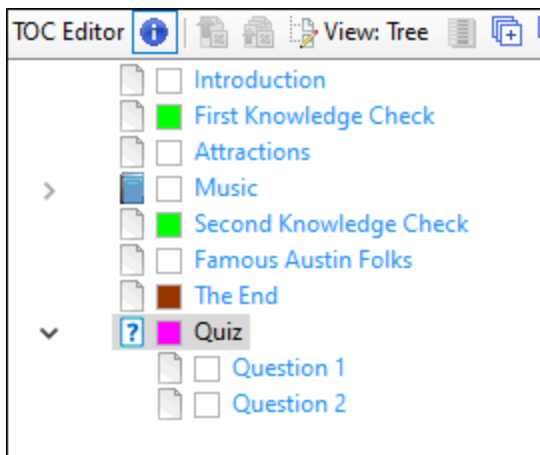 TOC Editor View: Tree
Introduction
First Knowledge Check
Attractions
Music
Second Knowledge Check
Famous Austin Folks
The End
? Quiz
Question 1
Question 2